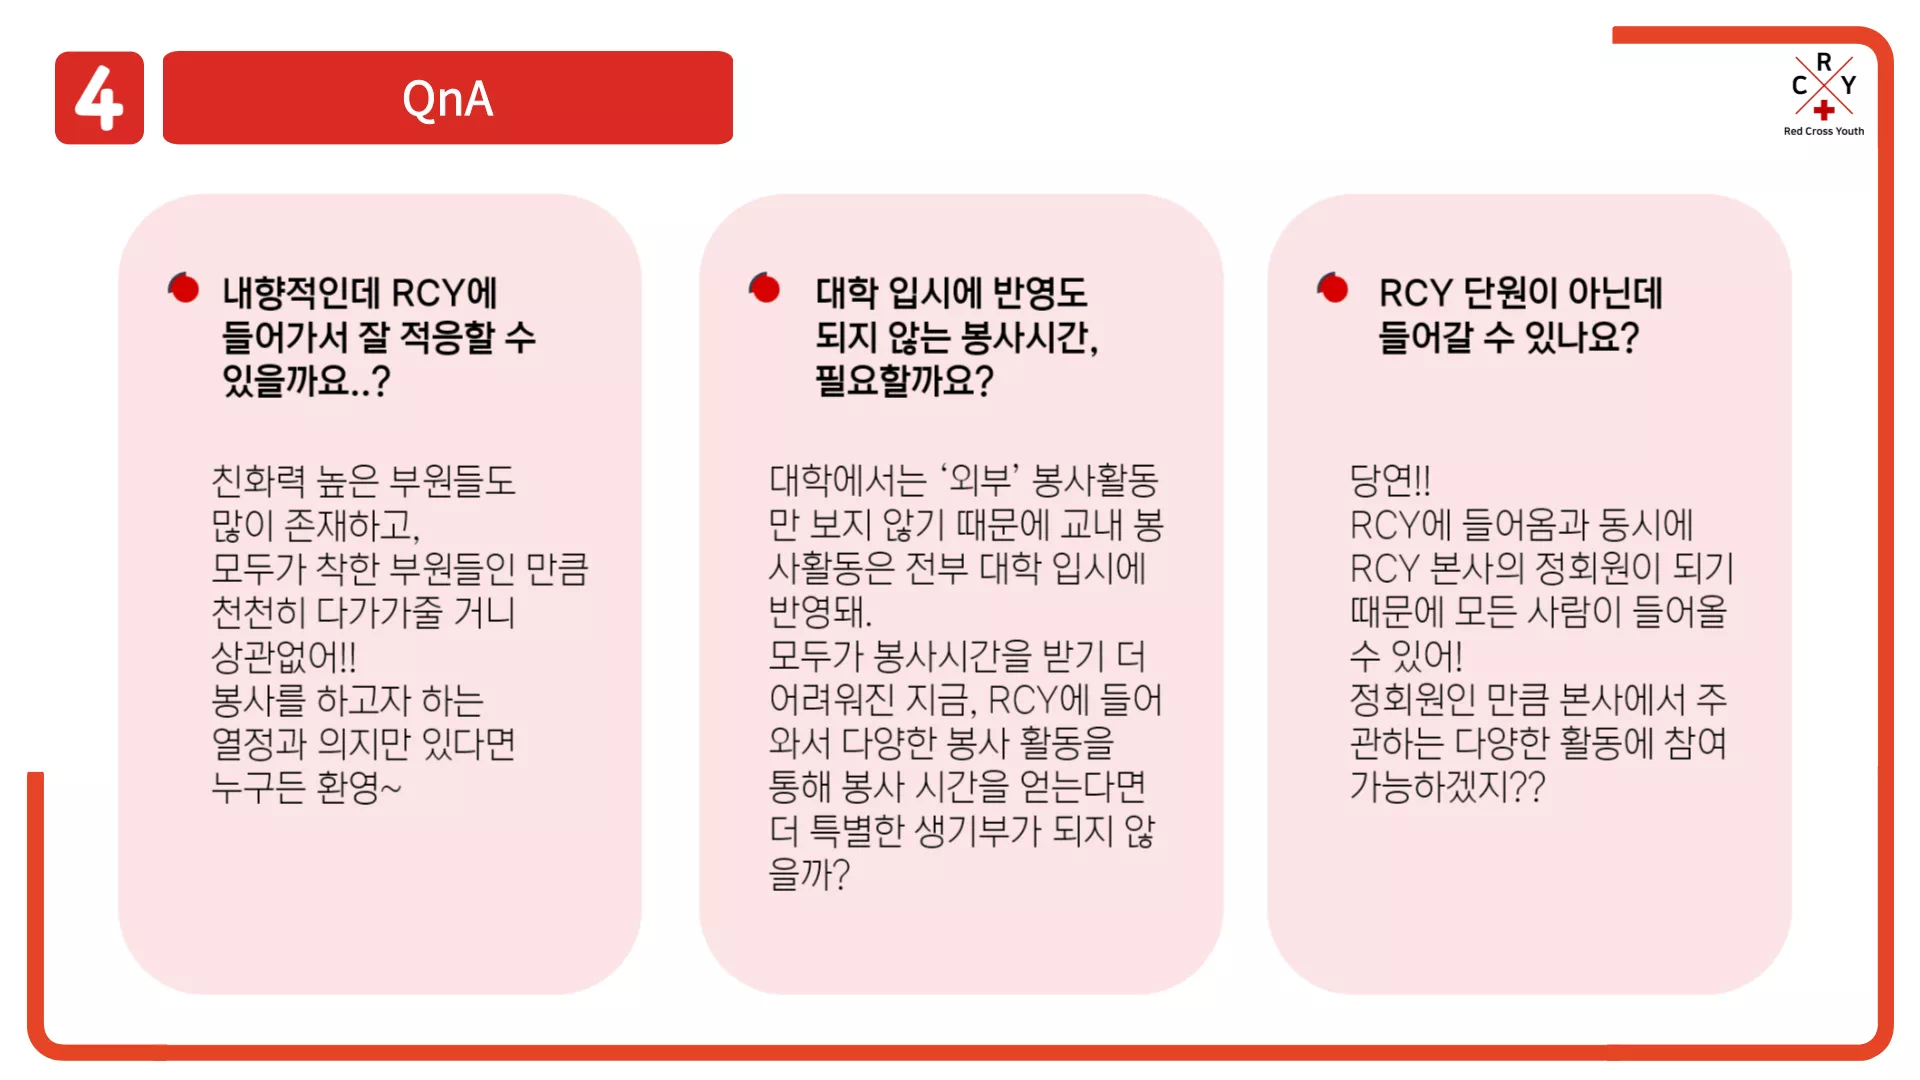 4
QnA
R
C Y
Red Cross Youth
내향적인데 RCY에
들어가서 잘 적응할 수
있을까요..?
친화력 높은 부원들도
많이 존재하고,
모두가 착한 부원들인 만큼
천천히 다가가줄 거니
상관없어!!
봉사를 하고자 하는
열정과 의지만 있다면
누구든 환영~
대학 입시에 반영도
되지 않는 봉사시간,
필요할까요?
대학에서는 ‘외부’ 봉사활동
만 보지 않기 때문에 교내 봉
사활동은 전부 대학 입시에
반영돼.
모두가 봉사시간을 받기 더
어려워진 지금, RCY에 들어
와서 다양한 봉사 활동을
통해 봉사 시간을 얻는다면
더 특별한 생기부가 되지 않
을까?
RCY 단원이 아닌데
들어갈 수 있나요?
당연!!
RCY에 들어옴과 동시에
RCY 본사의 정회원이 되기
때문에 모든 사람이 들어올
수 있어!
정회원인 만큼 본사에서 주
관하는 다양한 활동에 참여
가능하겠지??